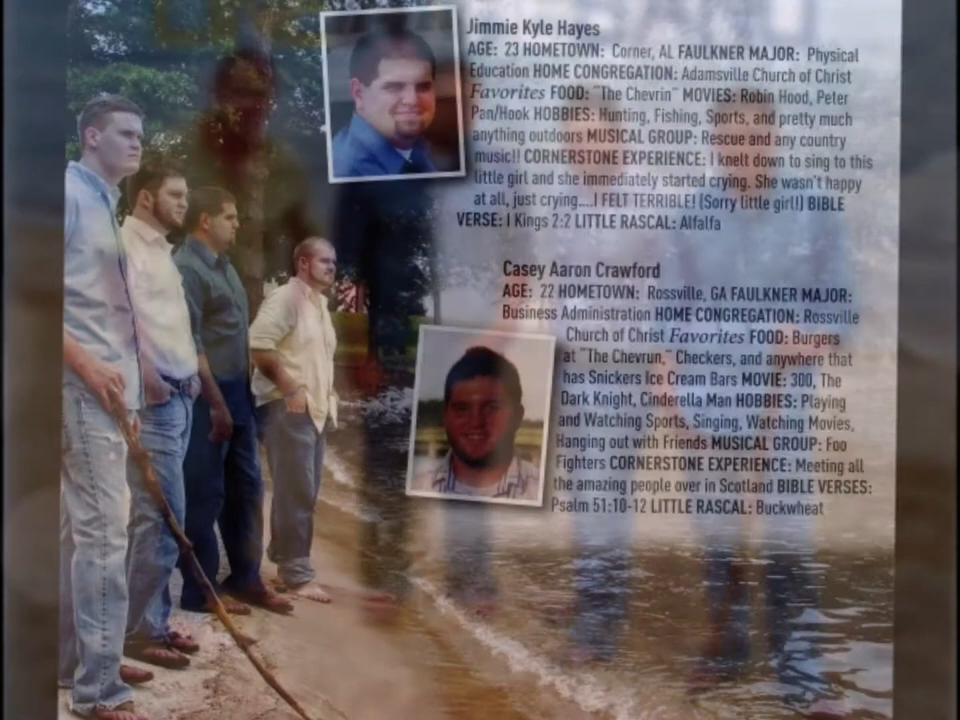 Jimmie Kyle Hayes
AGE: 23 HOMETOWN: Corner, AL FAULKNER MAJOR: Physical
Education HOME CONGREGATION: Adamsville Church of Christ
Favorites FOOD: "The Chevrin" MOVIES: Robin Hood, Peter
Pan/Hook HOBBIES: Hunting, Fishing, Sports, and pretty much
anything outdoors MUSICAL GROUP: Rescue and any country
music!! CORNERSTONE EXPERIENCE: I knelt down to sing to this
little girl and she immediately started crying. She wasn't happy
at all, just crying....I FELT TERRIBLE! (Sorry little girl!) BIBLE
VERSE: I Kings 2:2 LITTLE RASCAL: Alfalfa
Casey Aaron Crawford
AGE: 22 HOMETOWN: Rossville, GA FAULKNER MAJOR:
Business Administration HOME CONGREGATION: Rossville
Church of Christ Favorites FOOD: Burgers
at "The Chevrun," Checkers, and anywhere that
has Snickers Ice Cream Bars MOVIE: 300, The
Dark Knight, Cinderella Man HOBBIES: Playing
and Watching Sports, Singing, Watching Movies,
Hanging out with Friends MUSICAL GROUP: Foo
Fighters CORNERSTONE EXPERIENCE: Meeting all
the amazing people over in Scotland BIBLE VERSES:
Psalm 51:10-12 LITTLE RASCAL: Buckwheat